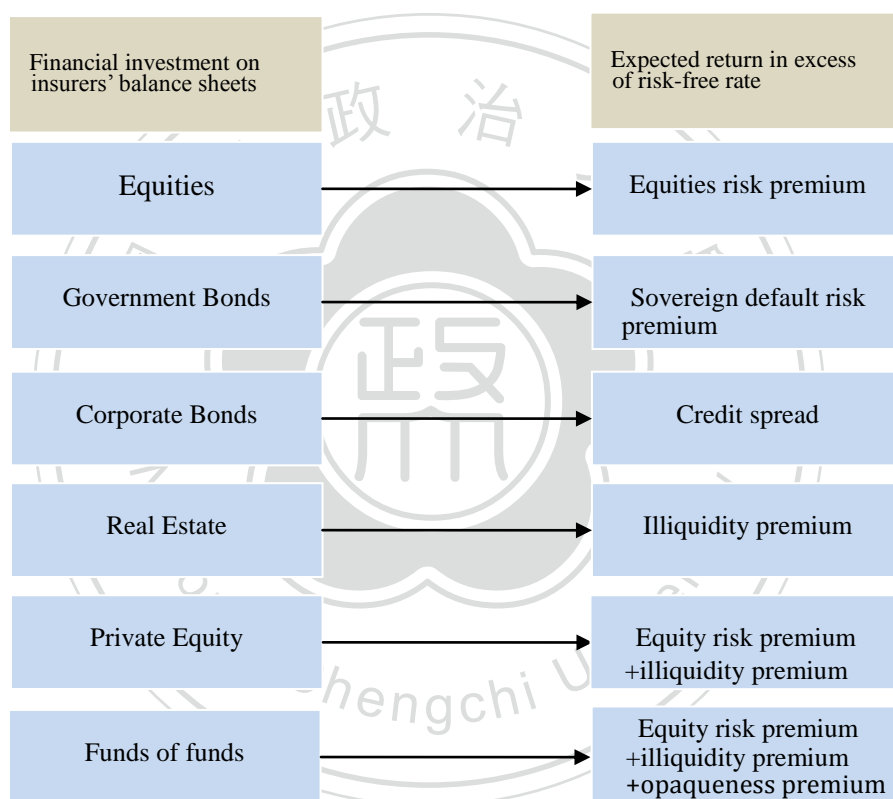 Financial investment on
insurers’ balance sheets
Expected return in excess
of risk-free rate
政 治
Equities
Equities risk premium
Government Bonds
Sovereign default risk
premium
政
Corporate Bonds
Credit spread
Real Estate
Illiquidity premium
Private Equity
Equity risk premium
+illiquidity premium
hengchi U
Funds of funds
Equity risk premium
+illiquidity premium
+opaqueness premium